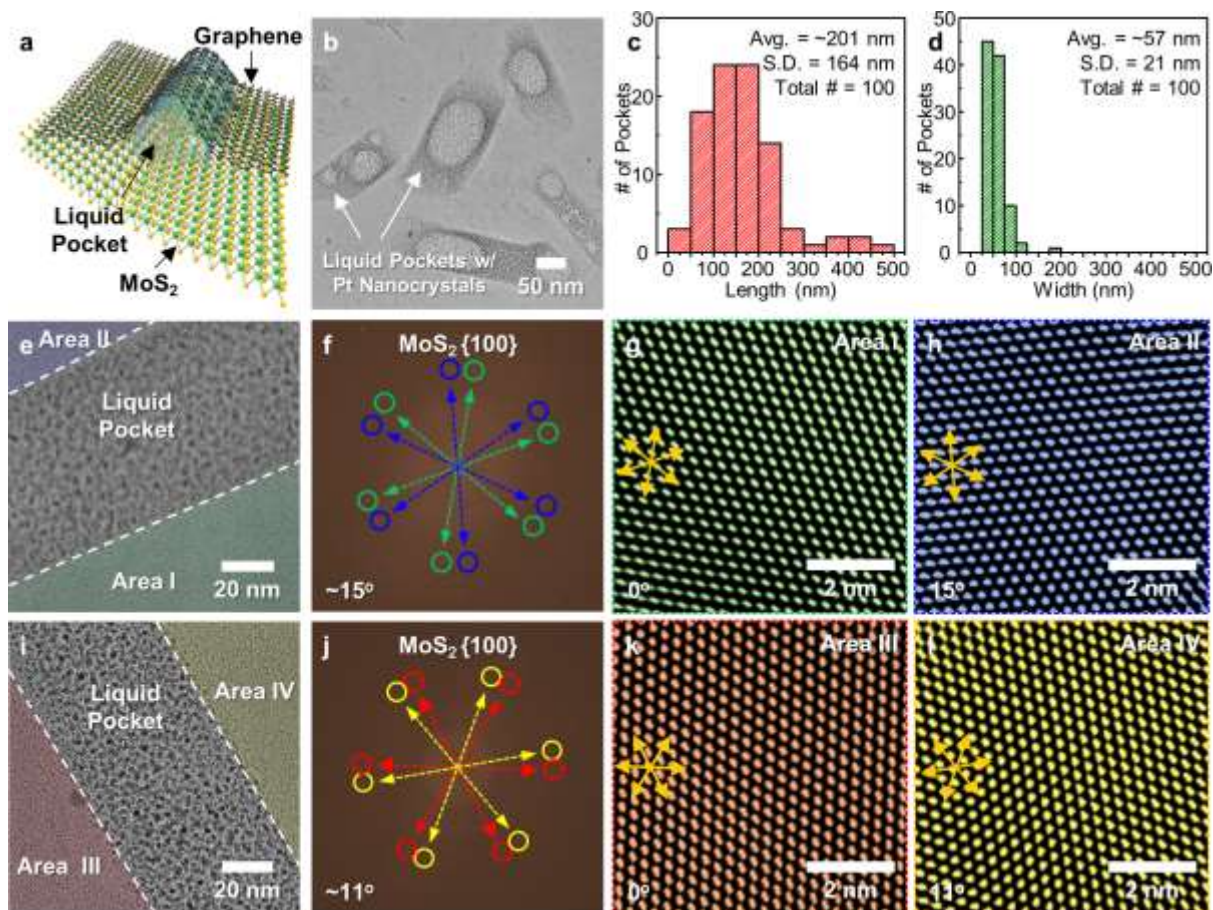 a
Graphene
Liquid
Pocket
MoS₂
b
Liquid Pockets w/
Pt Nanocrystals
50 nm
c
30
20
10
0
# of Pockets
Avg. = ~201 nm
S.D. = 164 nm
Total # = 100
0 100 200 300 400 500
Length (nm)
d
50
40
30
20
10
0
# of Pockets
Avg. = ~57 nm
S.D. = 21 nm
Total # = 100
0 100 200 300 400 500
Width (nm)
e
Area II
Liquid
Pocket
Area I
20 nm
f
MoS₂ {100}
~15°
g
Area I
0°
2 nm
h
Area II
15°
2 nm
i
Liquid
Pocket
Area IV
Area III
20 nm
j
MoS₂ {100}
~11°
k
Area III
0°
2 nm
l
Area IV
11°
2 nm